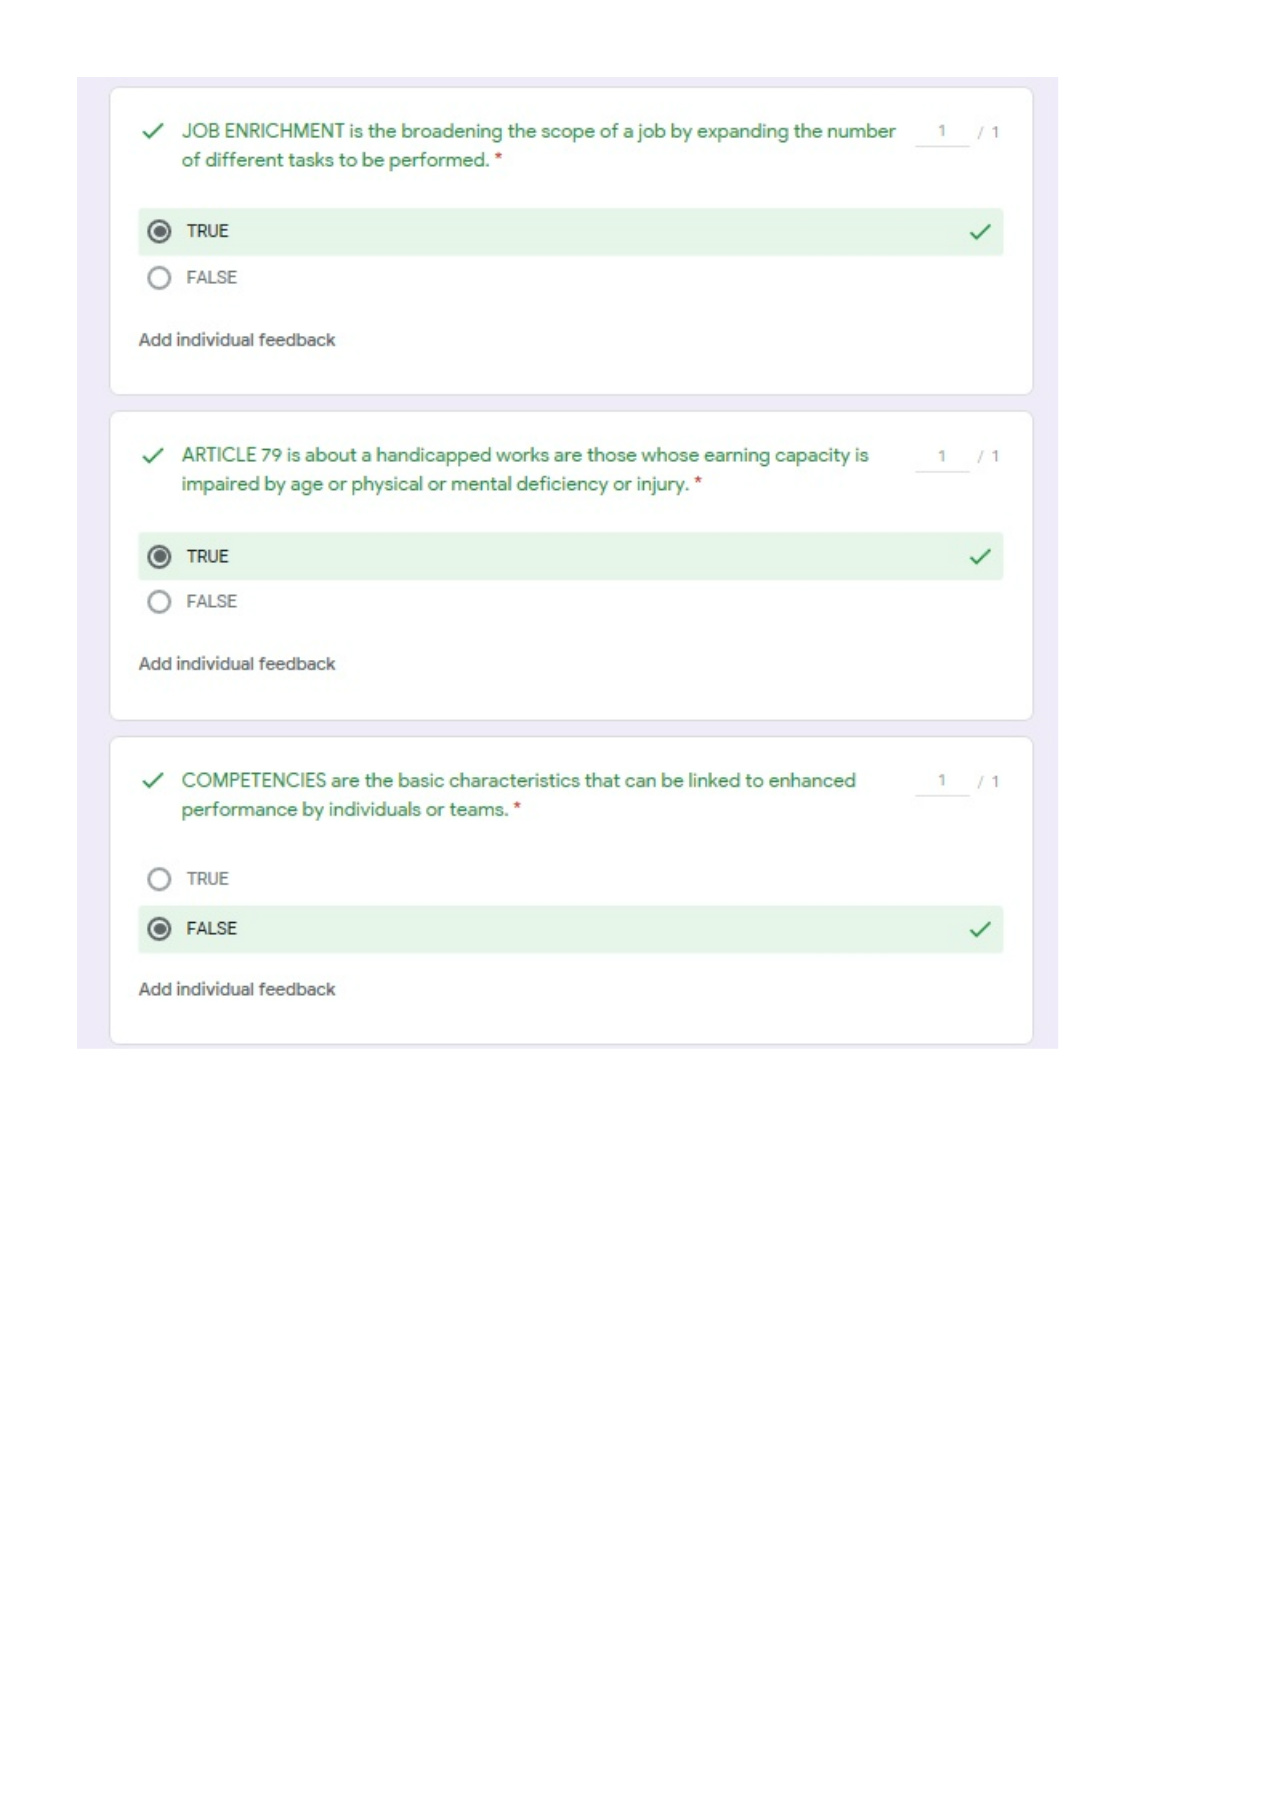 JOB ENRICHMENT is the broadening the scope of a job by expanding the number
of different tasks to be performed. *
1 / 1
TRUE
FALSE
Add individual feedback
ARTICLE 79 is about a handicapped works are those whose earning capacity is
impaired by age or physical or mental deficiency or injury. *
1 / 1
TRUE
FALSE
Add individual feedback
COMPETENCIES are the basic characteristics that can be linked to enhanced
performance by individuals or teams. *
1 / 1
TRUE
FALSE
Add individual feedback